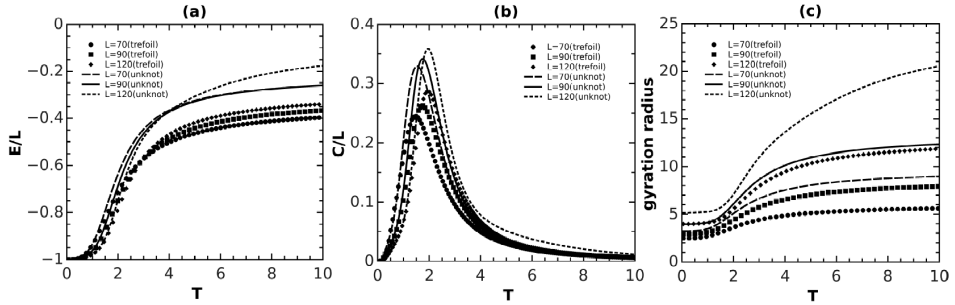 (a)
0
−0.2
−0.4
−0.6
−0.8
−1
E/L
L=70(trefoil)
L=90(trefoil)
L=120(trefoil)
L=70(unknot)
L=90(unknot)
L=120(unknot)
0 2 4 6 8 10
T
(b)
0.4
0.3
0.2
0.1
0
C/L
L=70(trefoil)
L=90(trefoil)
L=120(trefoil)
L=70(unknot)
L=90(unknot)
L=120(unknot)
0 2 4 6 8 10
T
(c)
25
20
15
10
5
0
gyration radius
L=70(trefoil)
L=90(trefoil)
L=120(trefoil)
L=70(unknot)
L=90(unknot)
L=120(unknot)
0 2 4 6 8 10
T